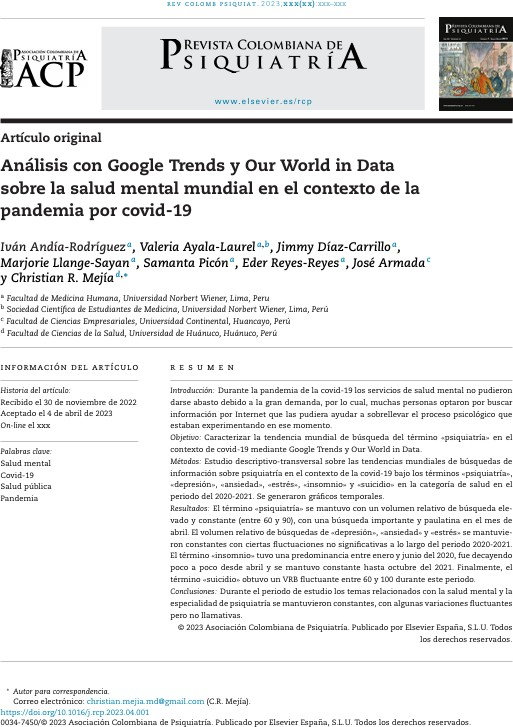 REV COLOMB PSIQUIAT. 2023;xxx(xx):xxx–xxx
ASOCIACIÓN COLOMBIANA DE
PSIQUIATRÍA
ACP
REVISTA COLOMBIANA DE
PSIQUIATRÍA
www.elsevier.es/rcp
REVISTA COLOMBIANA DE
PSIQUIATRÍA
Artículo original
Análisis con Google Trends y Our World in Data
sobre la salud mental mundial en el contexto de la
pandemia por covid-19
Iván Andía-Rodríguez a, Valeria Ayala-Laurel a,b, Jimmy Díaz-Carrillo a,
Marjorie Llange-Sayan a, Samanta Picón a, Eder Reyes-Reyes a, José Armada c
y Christian R. Mejía d,*
a Facultad de Medicina Humana, Universidad Norbert Wiener, Lima, Peru
b Sociedad Científica de Estudiantes de Medicina, Universidad Norbert Wiener, Lima, Perú
c Facultad de Ciencias Empresariales, Universidad Continental, Huancayo, Perú
d Facultad de Ciencias de la Salud, Universidad de Huánuco, Huánuco, Perú
INFORMACIÓN DEL ARTÍCULO
Historia del artículo:
Recibido el 30 de noviembre de 2022
Aceptado el 4 de abril de 2023
On-line el xxx
Palabras clave:
Salud mental
Covid-19
Salud pública
Pandemia
RESUMEN
Introducción: Durante la pandemia de la covid-19 los servicios de salud mental no pudieron
darse abasto debido a la gran demanda, por lo cual, muchas personas optaron por buscar
información por Internet que las pudiera ayudar a sobrellevar el proceso psicológico que
estaban experimentando en ese momento.
Objetivo: Caracterizar la tendencia mundial de búsqueda del término «psiquiatría» en el
contexto de covid-19 mediante Google Trends y Our World in Data.
Métodos: Estudio descriptivo-transversal sobre las tendencias mundiales de búsquedas de
información sobre psiquiatría en el contexto de la covid-19 bajo los términos «psiquiatría»,
«depresión», «ansiedad», «estrés», «insomnio» y «suicidio» en la categoría de salud en el
periodo del 2020-2021. Se generaron gráficos temporales.
Resultados: El término «psiquiatría» se mantuvo con un volumen relativo de búsqueda ele-
vado y constante (entre 60 y 90), con una búsqueda importante y paulatina en el mes de
abril. El volumen relativo de búsquedas de «depresión», «ansiedad» y «estrés» se mantuvie-
ron constantes con ciertas fluctuaciones no significativas a lo largo del periodo 2020-2021.
El término «insomnio» tuvo una predominancia entre enero y junio del 2020, fue decayendo
poco a poco desde abril y se mantuvo constante hasta octubre del 2021. Finalmente, el
término «suicidio» obtuvo un VRB fluctuante entre 60 y 100 durante este periodo.
Conclusiones: Durante el periodo de estudio los temas relacionados con la salud mental y la
especialidad de psiquiatría se mantuvieron constantes, con algunas variaciones fluctuantes
pero no llamativas.
© 2023 Asociación Colombiana de Psiquiatría. Publicado por Elsevier España, S.L.U. Todos
los derechos reservados.
* Autor para correspondencia.
Correo electrónico: christian.mejia.md@gmail.com (C.R. Mejía).
https://doi.org/10.1016/j.rcp.2023.04.001
0034-7450/© 2023 Asociación Colombiana de Psiquiatría. Publicado por Elsevier España, S.L.U. Todos los derechos reservados.